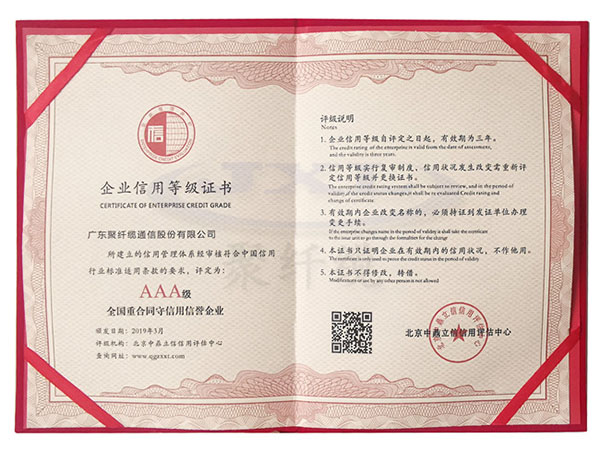 信
企业信用等级证书
CERTIFICATE OF ENTERPRISE CREDIT GRADE
广东聚纤缆通信股份有限公司
所建立的信用管理体系经审核符合中国信用
行业标准链同条款的要求，评定为：
AAA级
全国重合同守信用信誉企业
颁发日期：2019年3月
评级机构：北京中鼎立信信用评估中心
查询网站：www.qgzxxt.com
评级说明
Notes
1. 企业信用等级自评定之日起，有效期为三年。
The credit rating of the enterprise is valid from the date of assessment,
and the validity is three years.
2. 信用等级实行复审制度、信用状况发生改变需重新评
定信用等级并更换证书。
The enterprise credit rating system shall be subject to review, and in the period of
validity ,if the credit status changes,it shall be re evaluated Credit rating and
change of certificate.
3. 有效期内企业改变名称的，必须持证到发证单位办理
变更手续。
If the enterprise changes name in the period of validity shall take the certificate
to the issue unit to go through the formalities for the change
4. 本证书只证明企业在有效期内的信用状况，不作他用。
The certificate is only used to prove the credit status in the period of validity.
5. 本证书不得修改，转借。
Modifications or use by any other person is not allowed
北京中鼎立信信用评估中心
聚纤